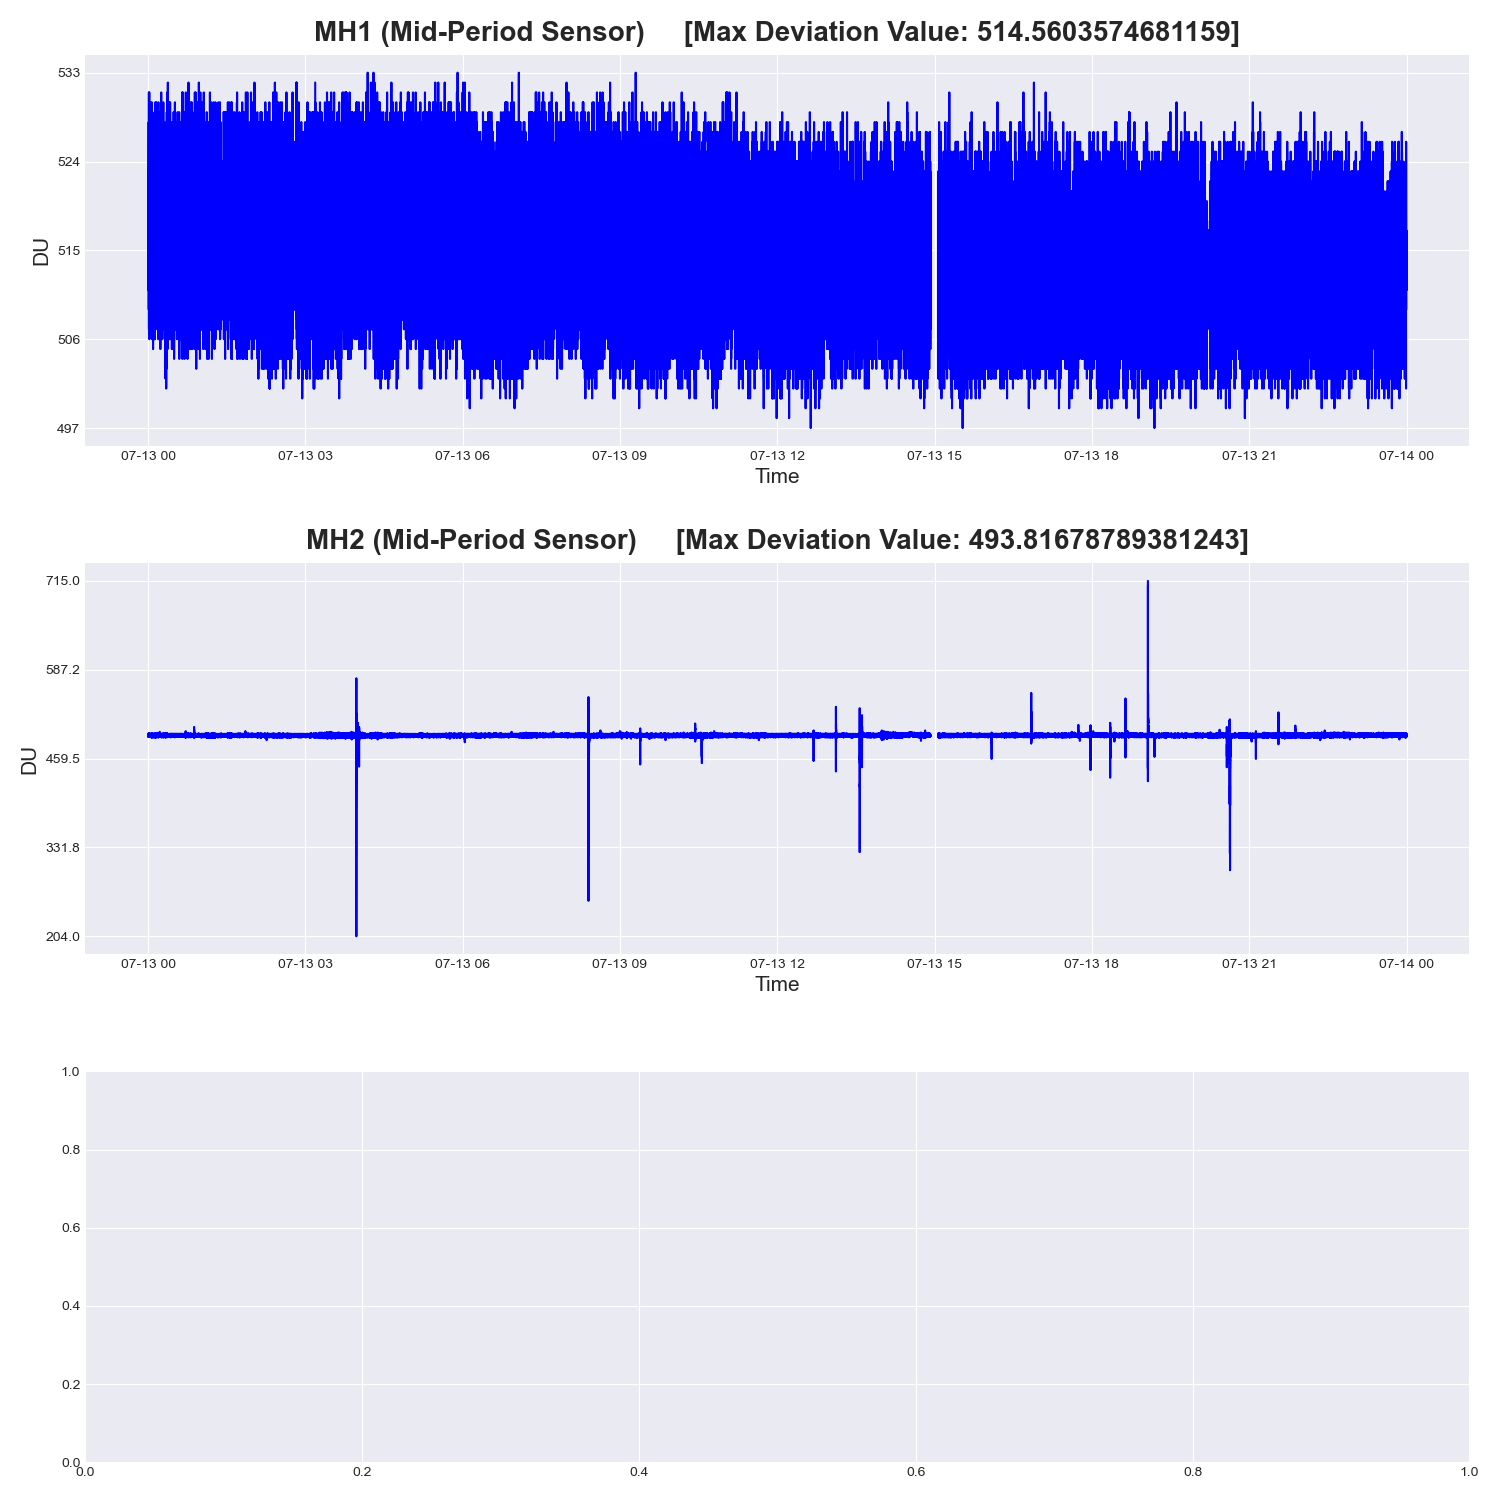 MH1 (Mid-Period Sensor) [Max Deviation Value: 514.5603574681159]
533
524
515
506
497
DU
07-13 00 07-13 03 07-13 06 07-13 09 07-13 12 07-13 15 07-13 18 07-13 21 07-14 00
Time
MH2 (Mid-Period Sensor) [Max Deviation Value: 493.81678789381243]
715.0
587.2
459.5
331.8
204.0
DU
07-13 00 07-13 03 07-13 06 07-13 09 07-13 12 07-13 15 07-13 18 07-13 21 07-14 00
Time
1.0
0.8
0.6
0.4
0.2
0.0
0.0 0.2 0.4 0.6 0.8 1.0